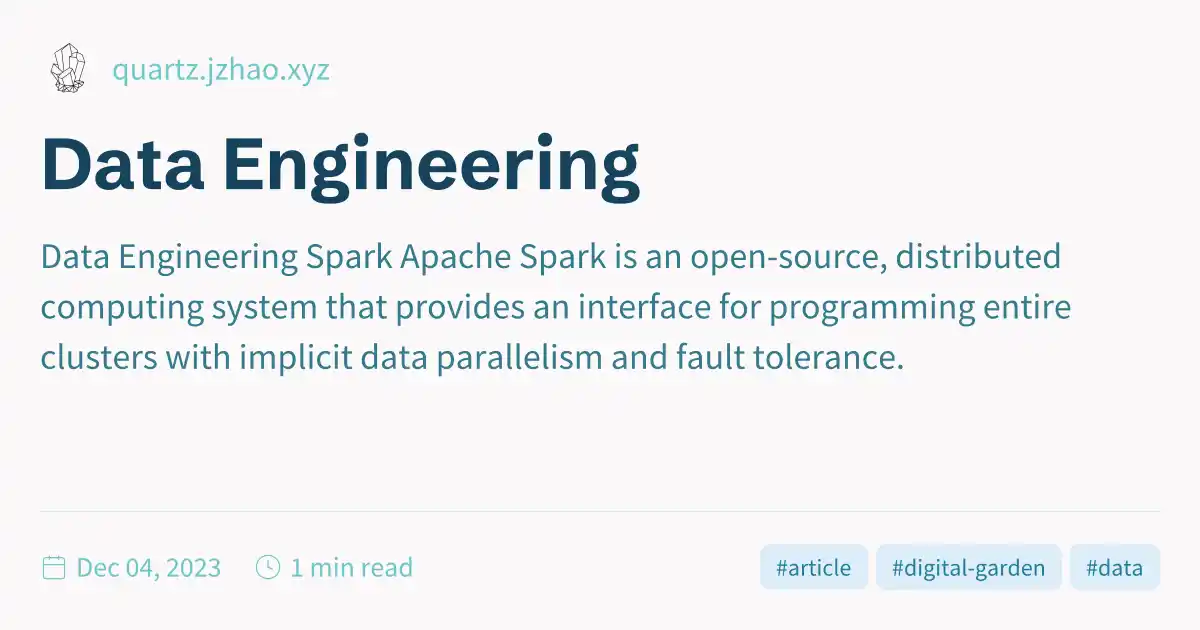 quartz.jzhao.xyz
Data Engineering
Data Engineering Spark Apache Spark is an open-source, distributed
computing system that provides an interface for programming entire
clusters with implicit data parallelism and fault tolerance.
Dec 04, 2023 1 min read #article #digital-garden #data